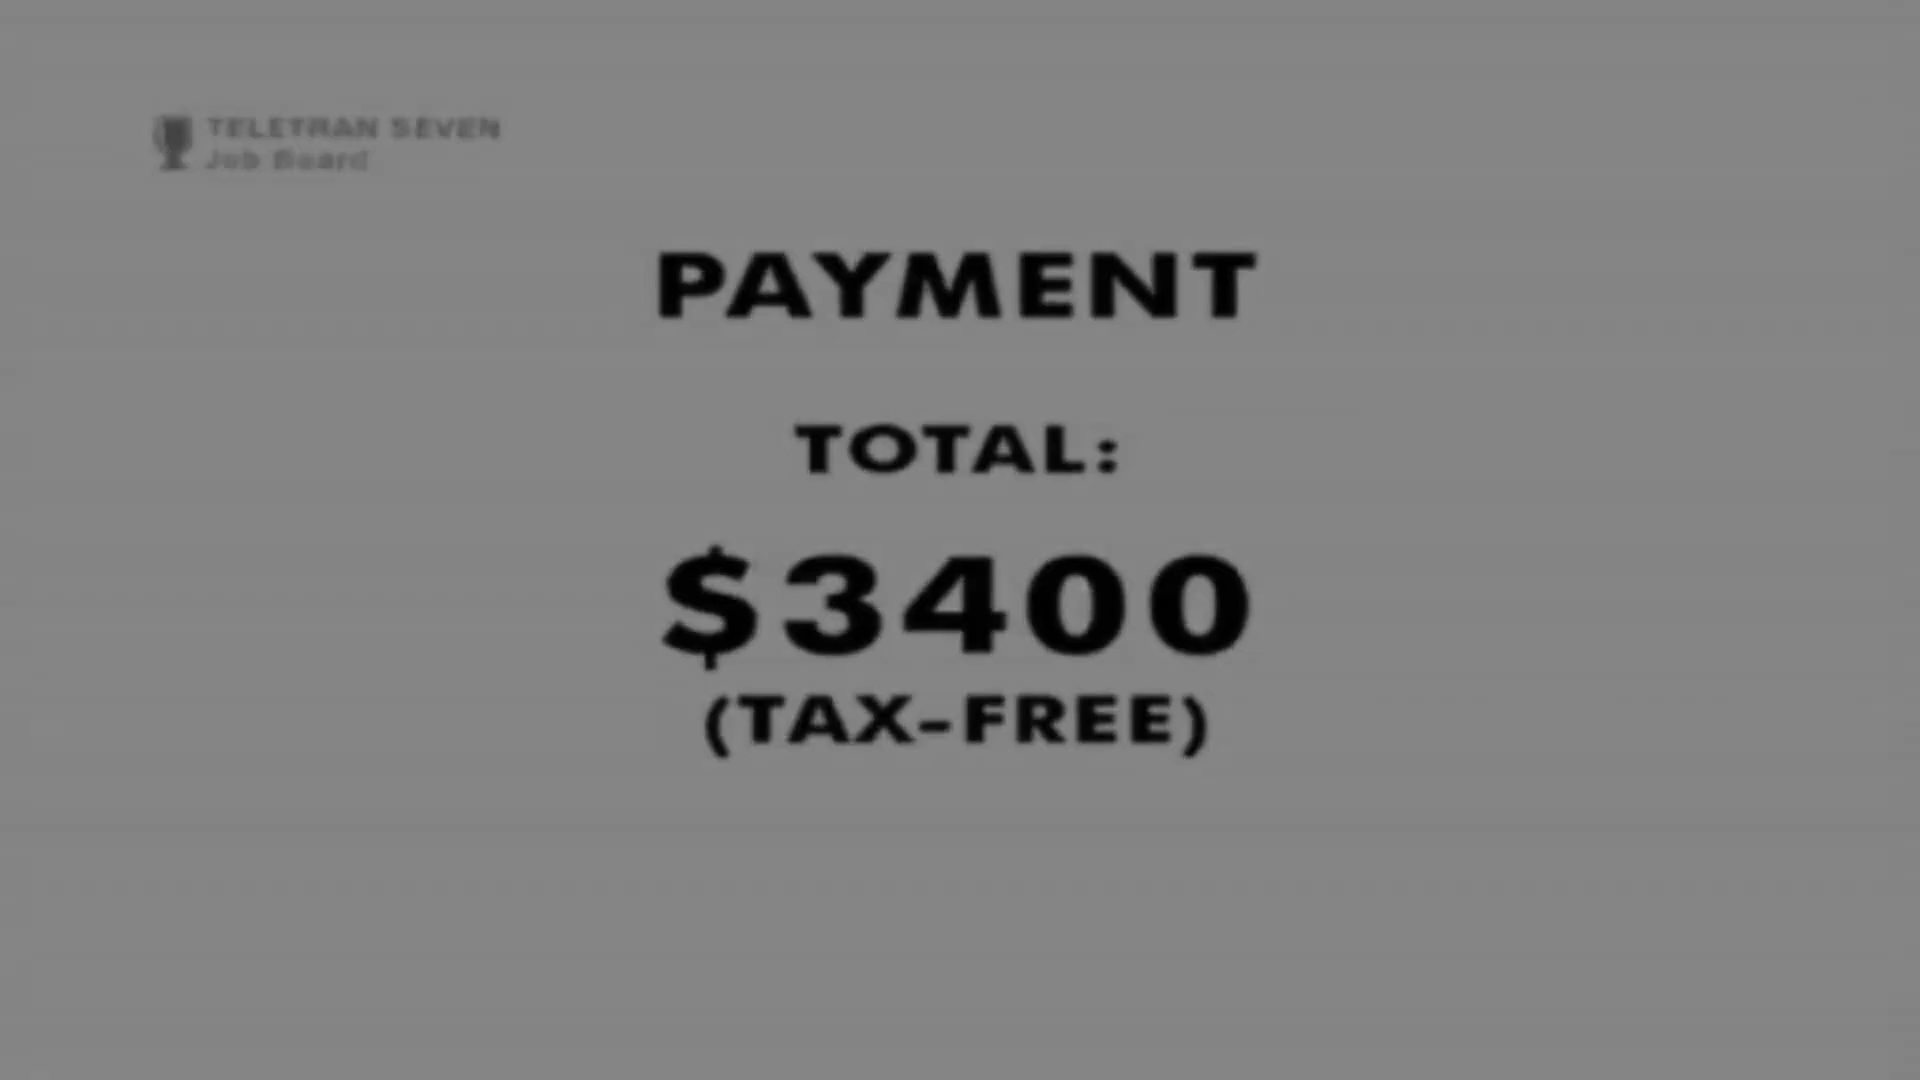 TELETRAN SEVEN
Job Board
PAYMENT
TOTAL:
$3400
(TAX-FREE)